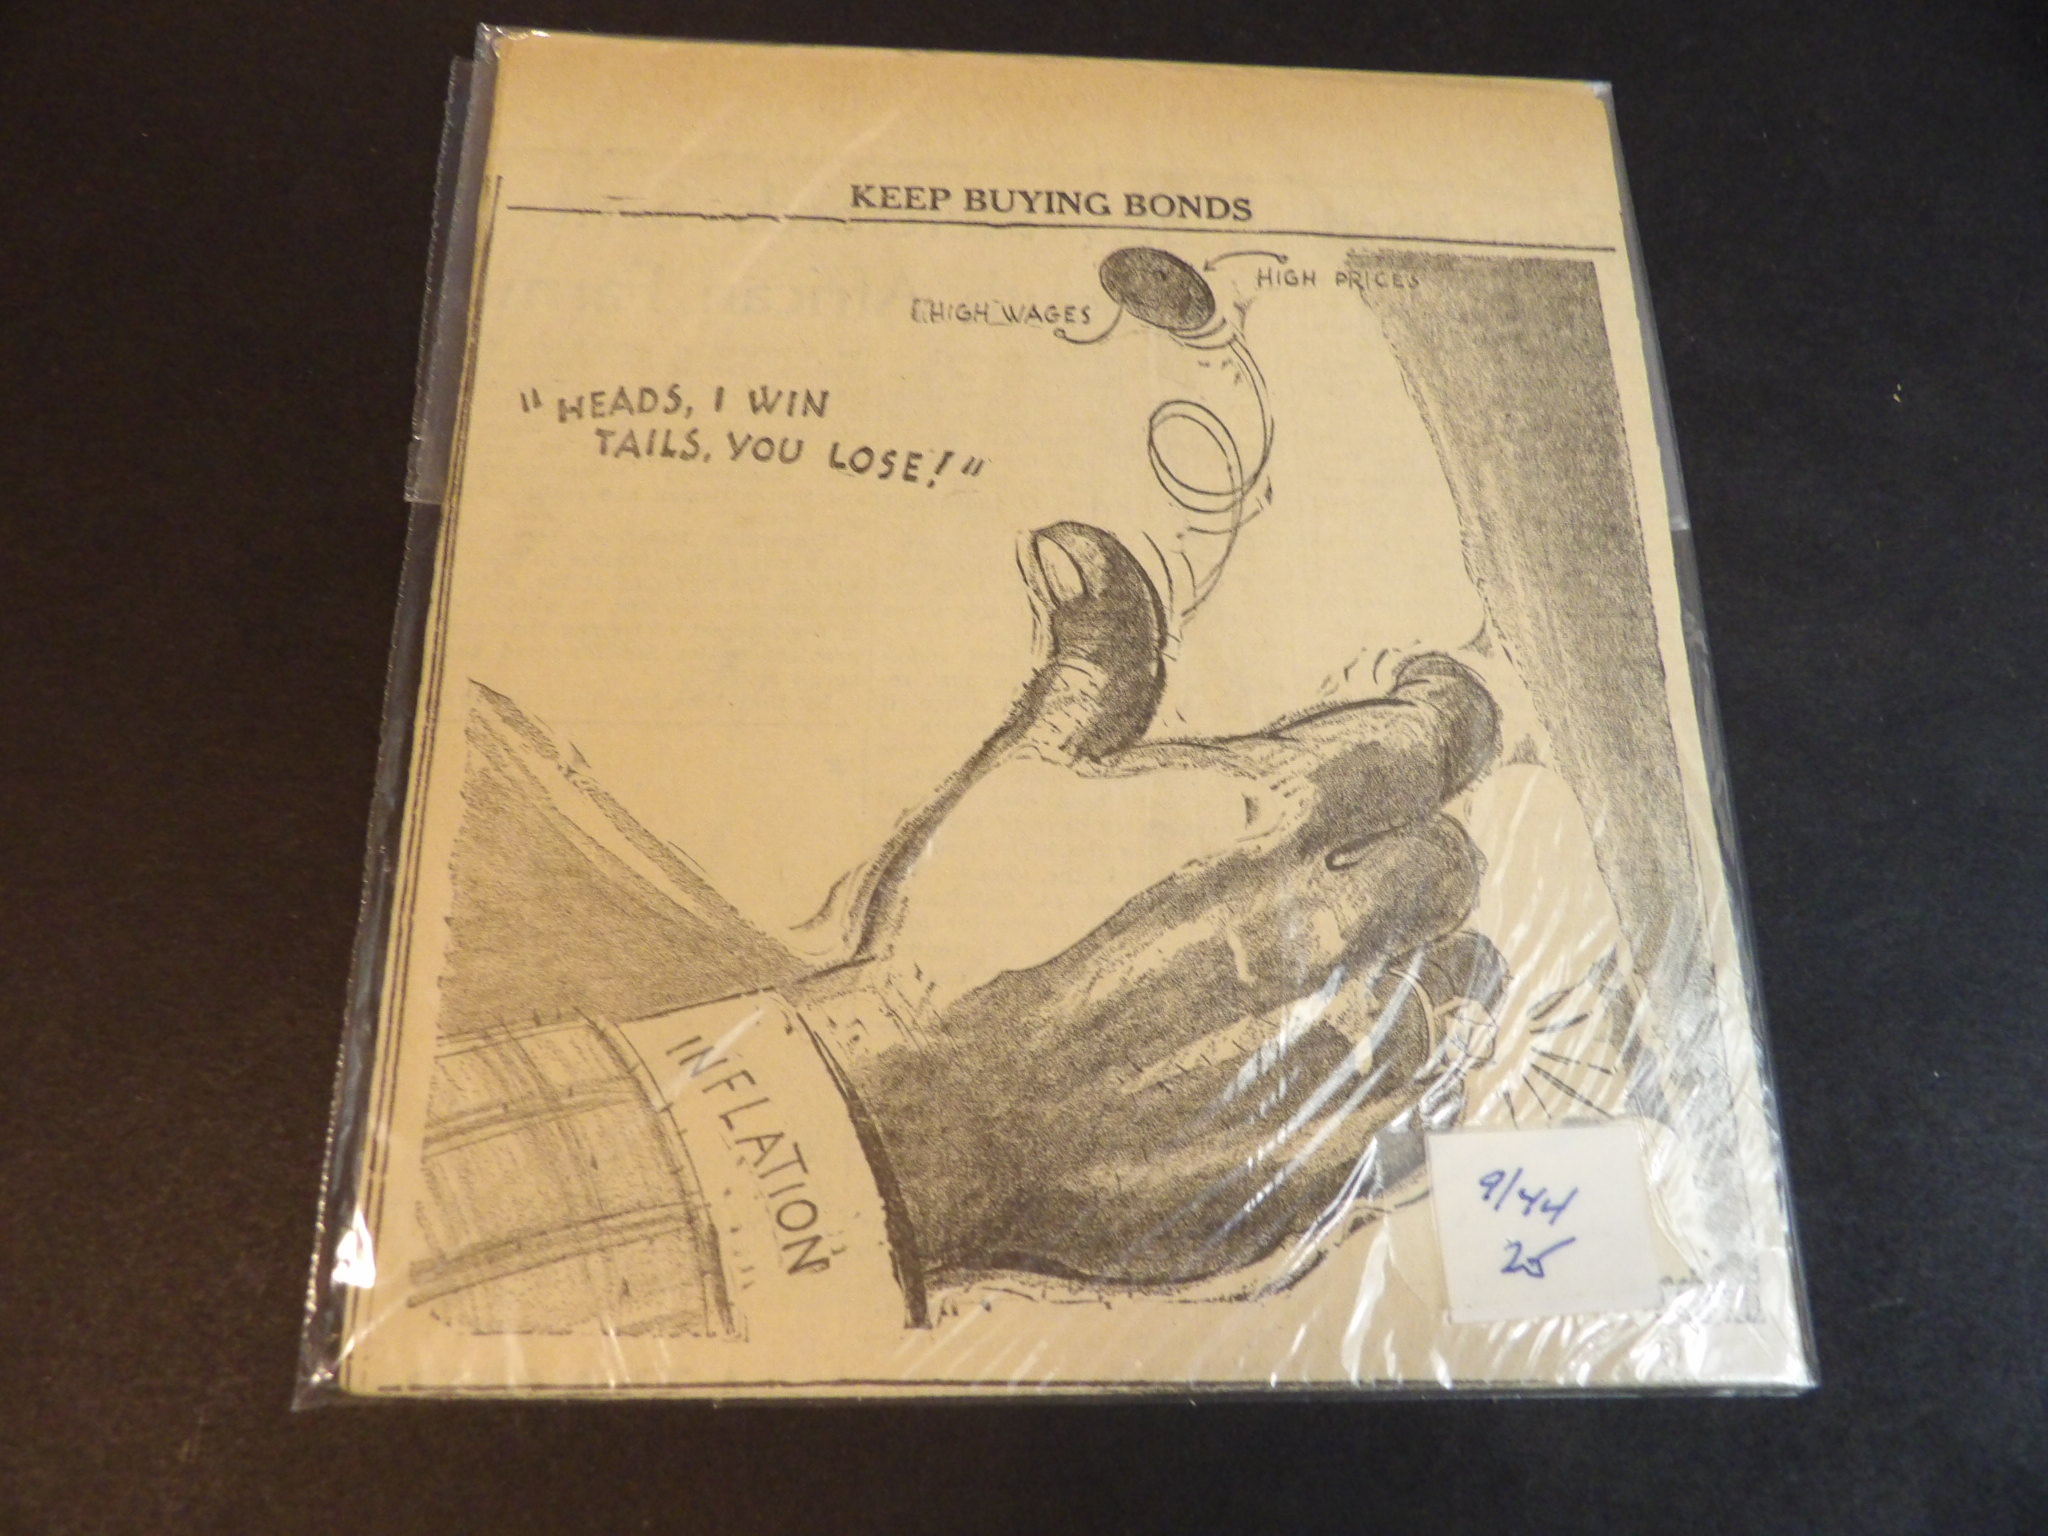 KEEP BUYING BONDS
HIGH PRICES
HIGH WAGES
"HEADS, I WIN
TAILS, YOU LOSE!"
INFLATION
9/44
25